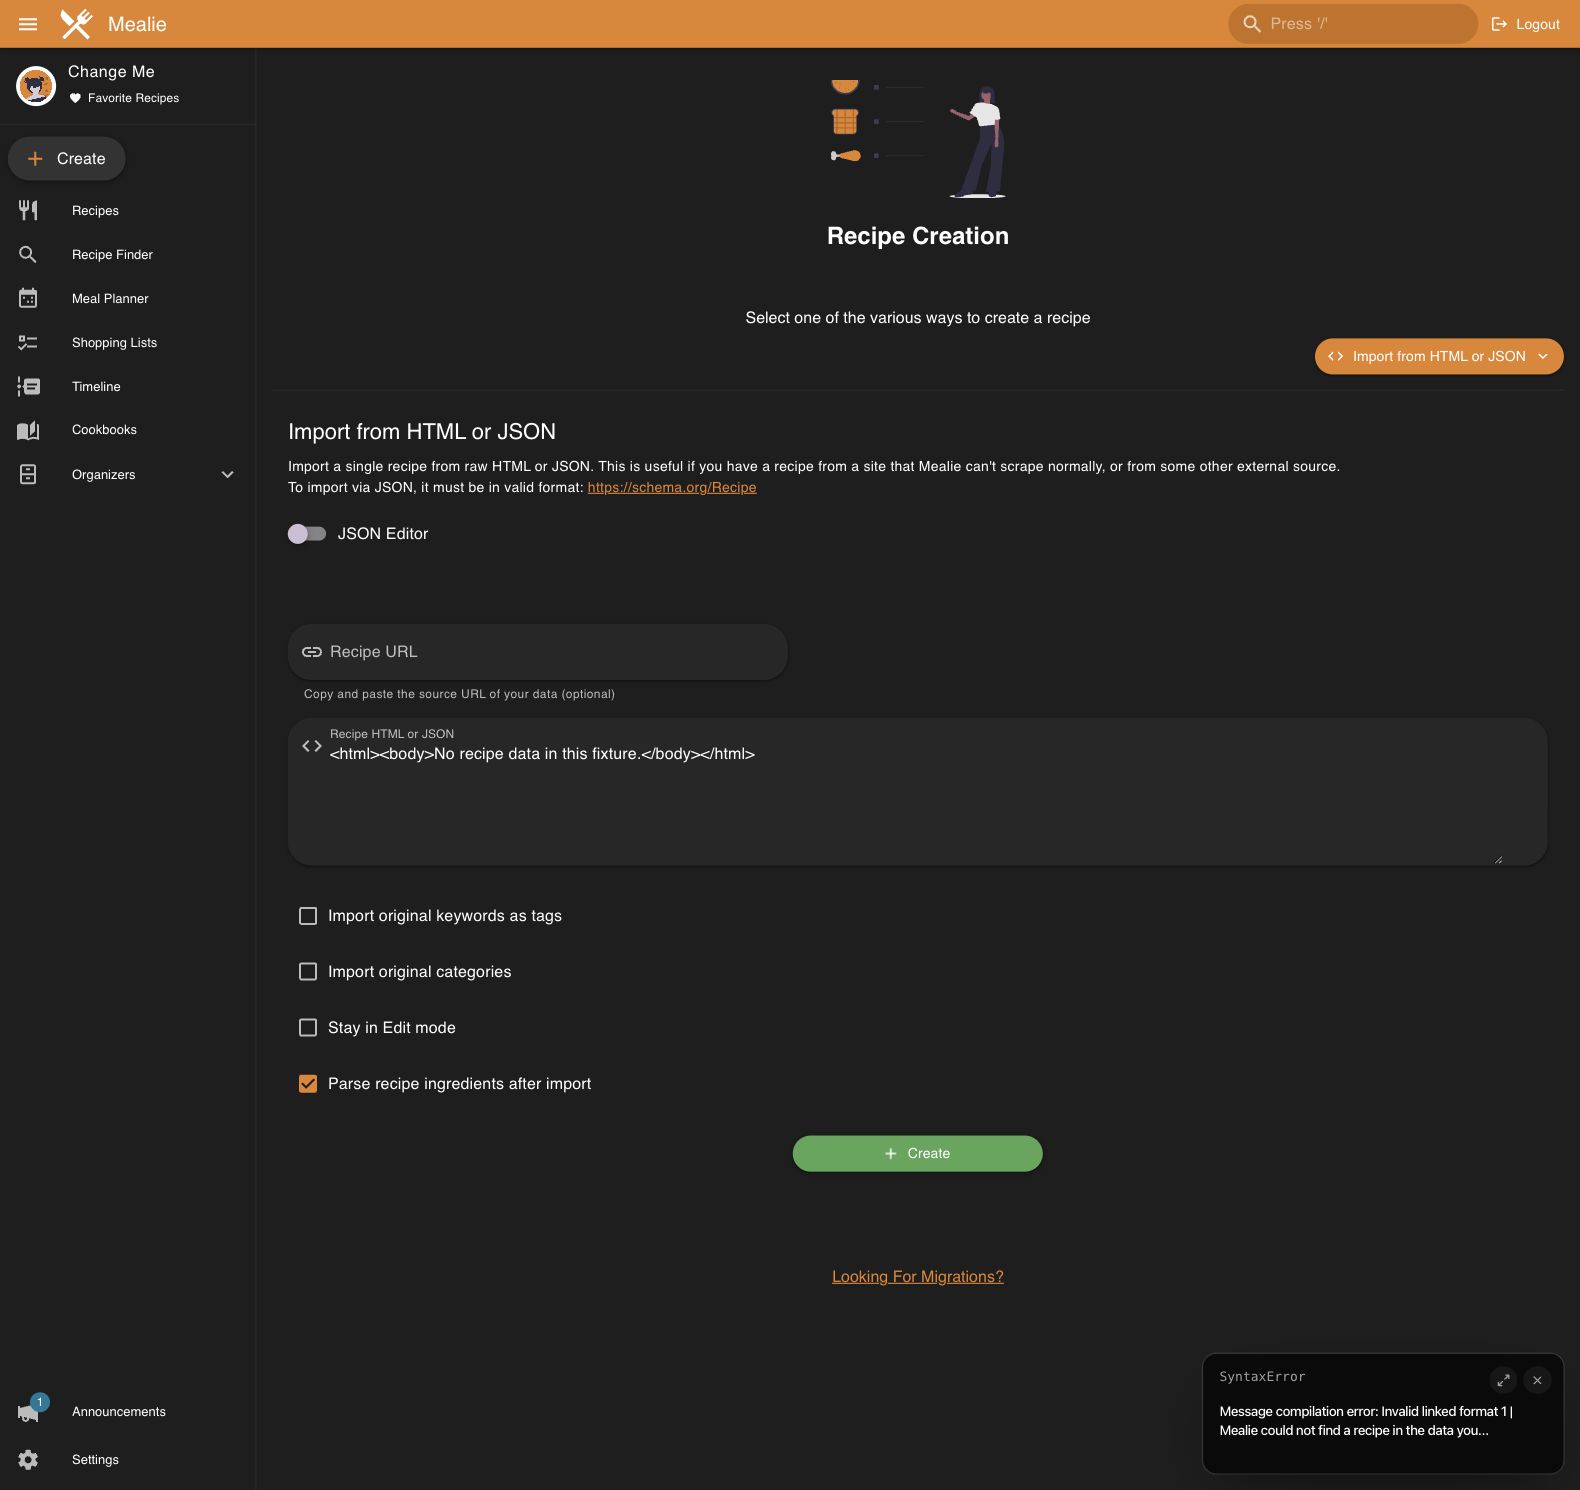 Mealie
Press '/'
Logout
Change Me
Favorite Recipes
Create
Recipes
Recipe Finder
Meal Planner
Shopping Lists
Timeline
Cookbooks
Organizers
Recipe Creation
Select one of the various ways to create a recipe
Import from HTML or JSON
Import from HTML or JSON
Import a single recipe from raw HTML or JSON. This is useful if you have a recipe from a site that Mealie can't scrape normally, or from some other external source.
To import via JSON, it must be in valid format: https://schema.org/Recipe
JSON Editor
Recipe URL
Copy and paste the source URL of your data (optional)
Recipe HTML or JSON
<html><body>No recipe data in this fixture.</body></html>
Import original keywords as tags
Import original categories
Stay in Edit mode
Parse recipe ingredients after import
Create
Looking For Migrations?
1
Announcements
Settings
SyntaxError
Message compilation error: Invalid linked format 1 |
Mealie could not find a recipe in the data you...